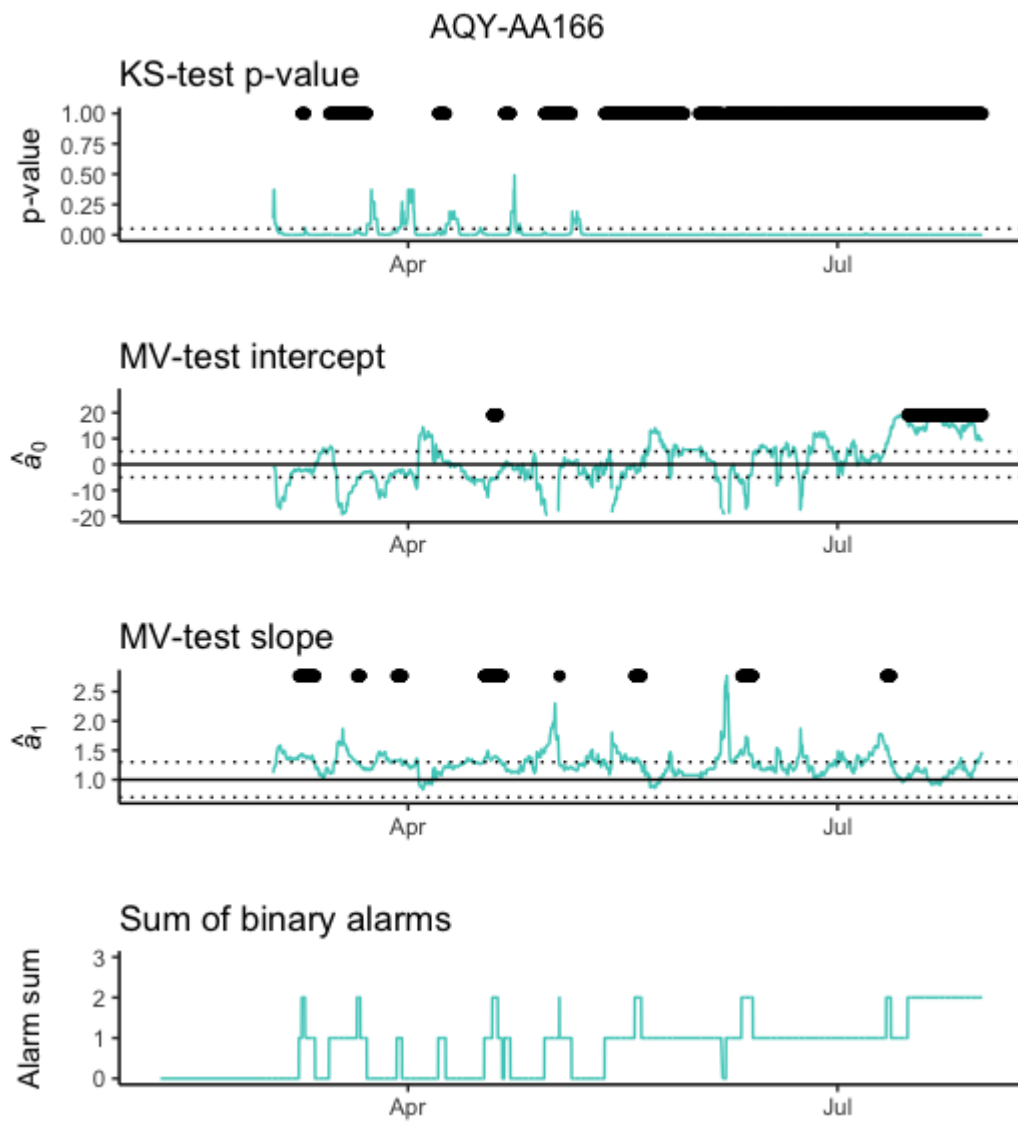 AQY-AA166
KS-test p-value
p-value
1.00
0.75
0.50
0.25
0.00
Apr
Jul
MV-test intercept
â₀
20
10
0
-10
-20
Apr
Jul
MV-test slope
â₁
2.5
2.0
1.5
1.0
Apr
Jul
Sum of binary alarms
Alarm sum
3
2
1
0
Apr
Jul